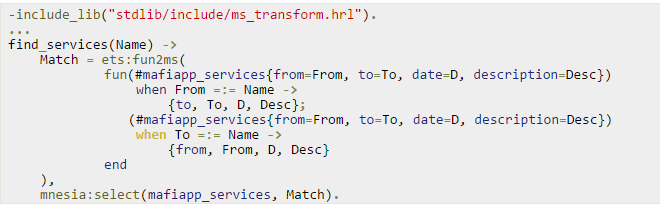 -include_lib("stdlib/include/ms_transform.hrl").
...
find_services(Name) ->
    Match = ets:fun2ms(
            fun(#mafiapp_services{from=From, to=To, date=D, description=Desc})
                when From =:= Name ->
                    {to, To, D, Desc};
               (#mafiapp_services{from=From, to=To, date=D, description=Desc})
                when To =:= Name ->
                    {from, From, D, Desc}
            end
    ),
    mnesia:select(mafiapp_services, Match).